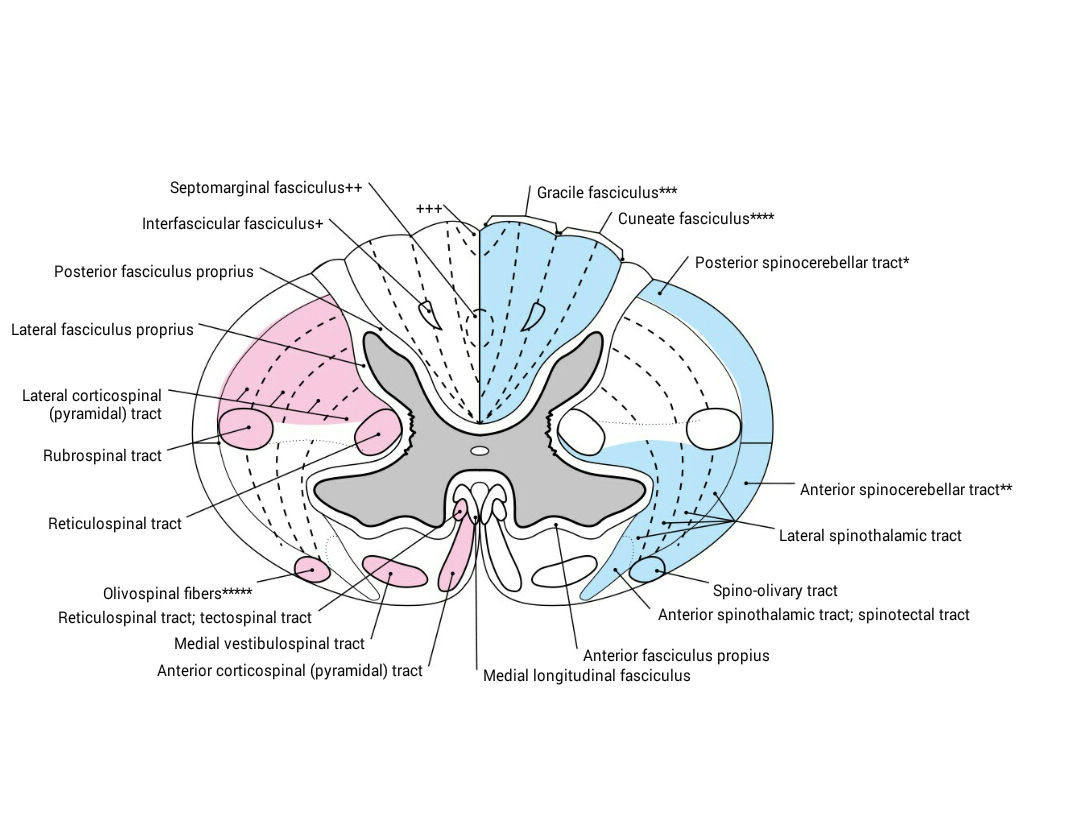 Septomarginal fasciculus++
+++
Gracile fasciculus***
Interfascicular fasciculus+
Cuneate fasciculus****
Posterior fasciculus proprius
Posterior spinocerebellar tract*
Lateral fasciculus proprius
Lateral corticospinal
(pyramidal) tract
Rubrospinal tract
Anterior spinocerebellar tract**
Reticulospinal tract
Lateral spinothalamic tract
Olivospinal fibers*****
Spino-olivary tract
Reticulospinal tract; tectospinal tract
Anterior spinothalamic tract; spinotectal tract
Medial vestibulospinal tract
Anterior fasciculus propius
Anterior corticospinal (pyramidal) tract
Medial longitudinal fasciculus